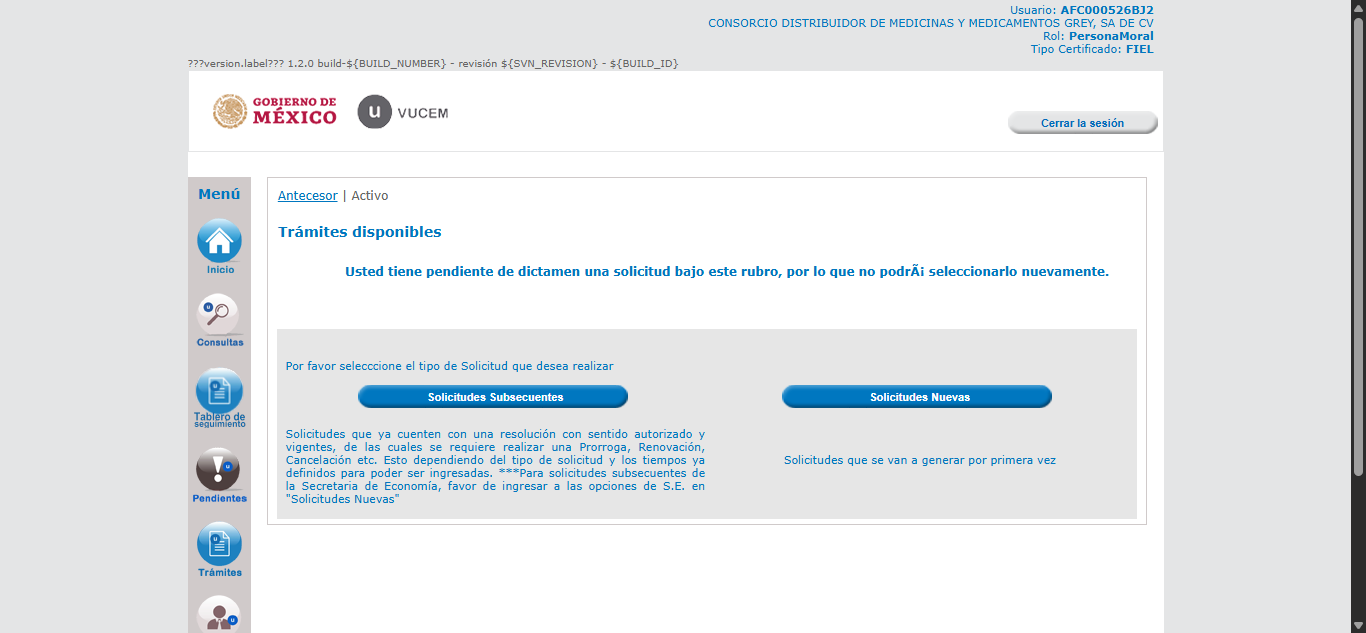 Usuario: AFC000526BJ2
CONSORCIO DISTRIBUIDOR DE MEDICINAS Y MEDICAMENTOS GREY, SA DE CV
Rol: PersonaMoral
Tipo Certificado: FIEL
???version.label??? 1.2.0 build-${BUILD_NUMBER} - revisión ${SVN_REVISION} - ${BUILD_ID}
GOBIERNO DE
MÉXICO
u VUCEM
Cerrar la sesión
Menú
Inicio
Consultas
Tablero de
seguimiento
Pendientes
Trámites
Antecesor | Activo
Trámites disponibles
Usted tiene pendiente de dictamen una solicitud bajo este rubro, por lo que no podrÃ¡ seleccionarlo nuevamente.
Por favor selecccione el tipo de Solicitud que desea realizar
Solicitudes Subsecuentes
Solicitudes que ya cuenten con una resolución con sentido autorizado y
vigentes, de las cuales se requiere realizar una Prorroga, Renovación,
Cancelación etc. Esto dependiendo del tipo de solicitud y los tiempos ya
definidos para poder ser ingresadas. ***Para solicitudes subsecuentes de
la Secretaria de Economía, favor de ingresar a las opciones de S.E. en
"Solicitudes Nuevas"
Solicitudes Nuevas
Solicitudes que se van a generar por primera vez